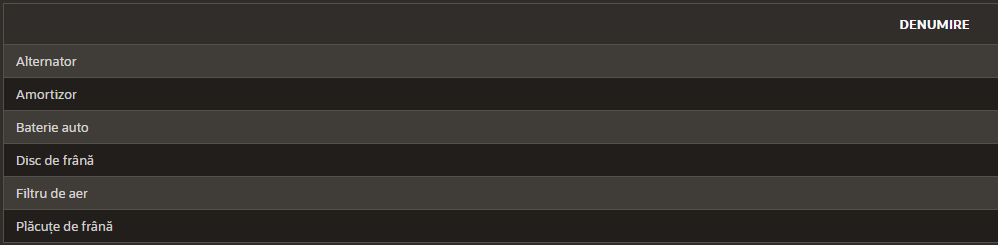 DENUMIRE
Alternator
Amortizor
Baterie auto
Disc de frână
Filtru de aer
Plăcuțe de frână